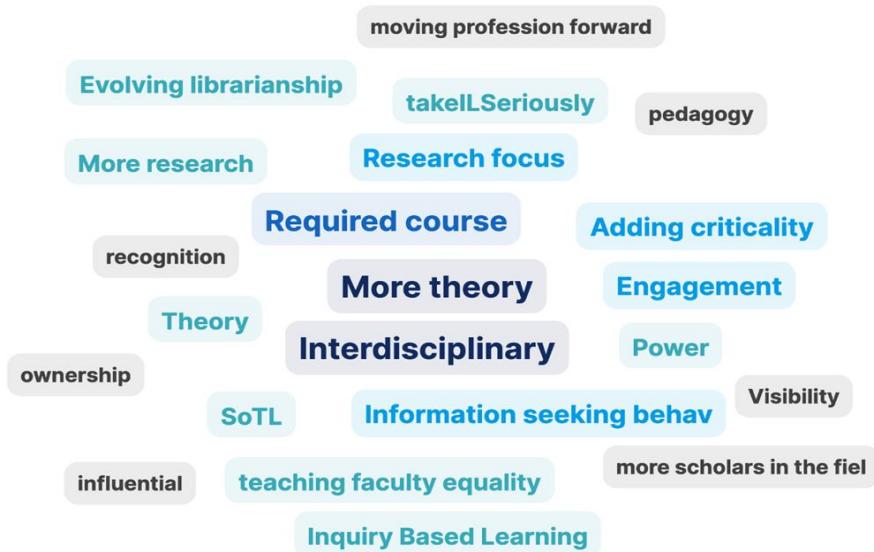 moving profession forward
Evolving librarianship
takeILSeriously
pedagogy
More research
Research focus
Required course
Adding criticality
recognition
More theory
Engagement
Theory
Interdisciplinary
Power
ownership
Visibility
SoTL
Information seeking behav
more scholars in the fiel
influential
teaching faculty equality
Inquiry Based Learning